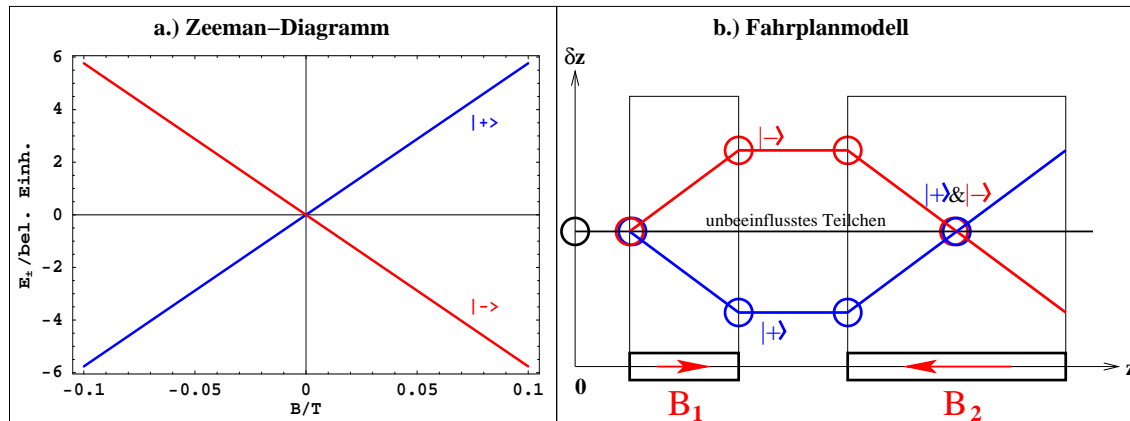 a.) Zeeman−Diagramm
6
4
2
0
-2
-4
-6
E± /bel. Einh.
|+>
|->
-0.1
-0.05
0
0.05
0.1
B/T
b.) Fahrplanmodell
δz
|−⟩
|+⟩&|−⟩
unbeeinflusstes Teilchen
|+⟩
0
z
B1
B2